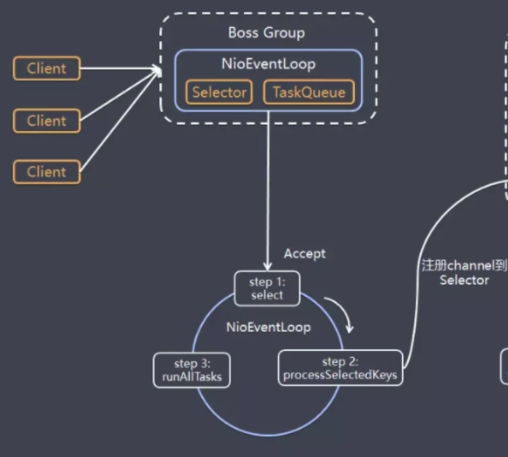 Boss Group
NioEventLoop
Selector
TaskQueue
Client
Client
Client
Accept
step 1:
select
NioEventLoop
step 2:
processSelectedKeys
step 3:
runAllTasks
注册channel到
Selector